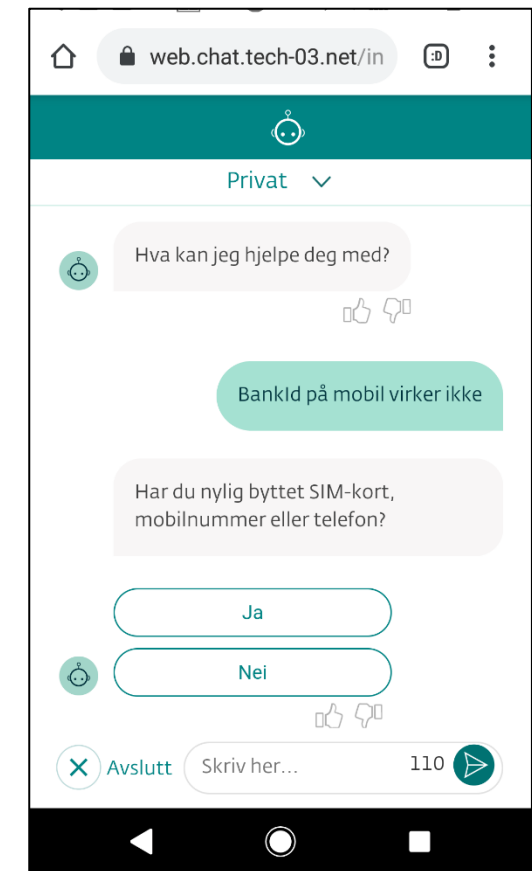 web.chat.tech-03.net/in
:D
Privat
Hva kan jeg hjelpe deg med?
BankId på mobil virker ikke
Har du nylig byttet SIM-kort,
mobilnummer eller telefon?
Ja
Nei
Avslutt
Skriv her...
110